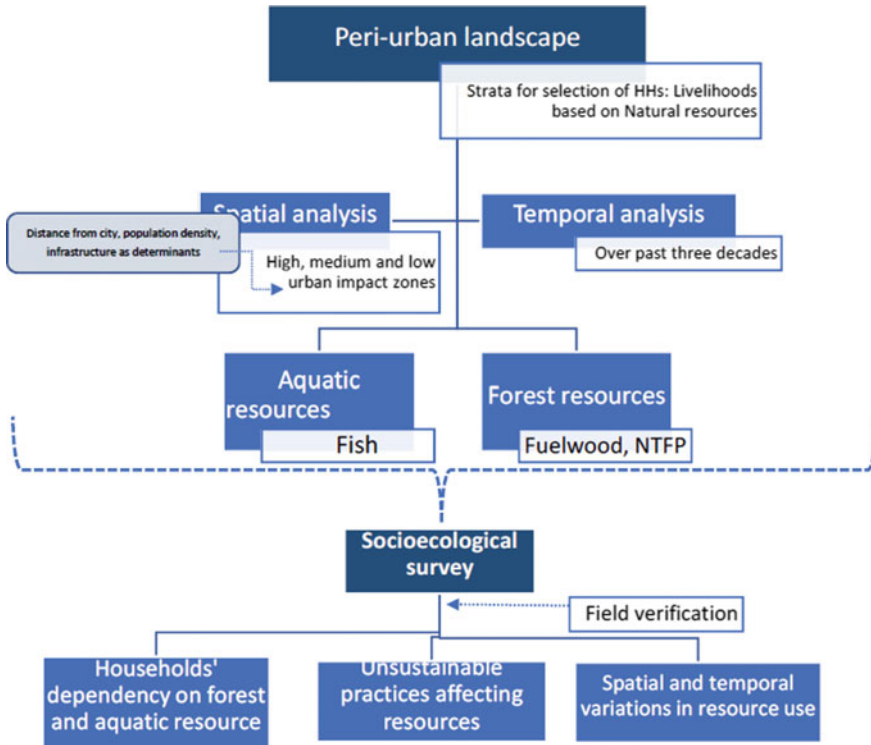 Peri-urban landscape
Strata for selection of HHs: Livelihoods
based on Natural resources
Spatial analysis
Distance from city, population density,
infrastructure as determinants
High, medium and low
urban impact zones
Temporal analysis
Over past three decades
Aquatic
resources
Fish
Forest resources
Fuelwood, NTFP
Socioecological
survey
Field verification
Households'
dependency on forest
and aquatic resource
Unsustainable
practices affecting
resources
Spatial and temporal
variations in resource use